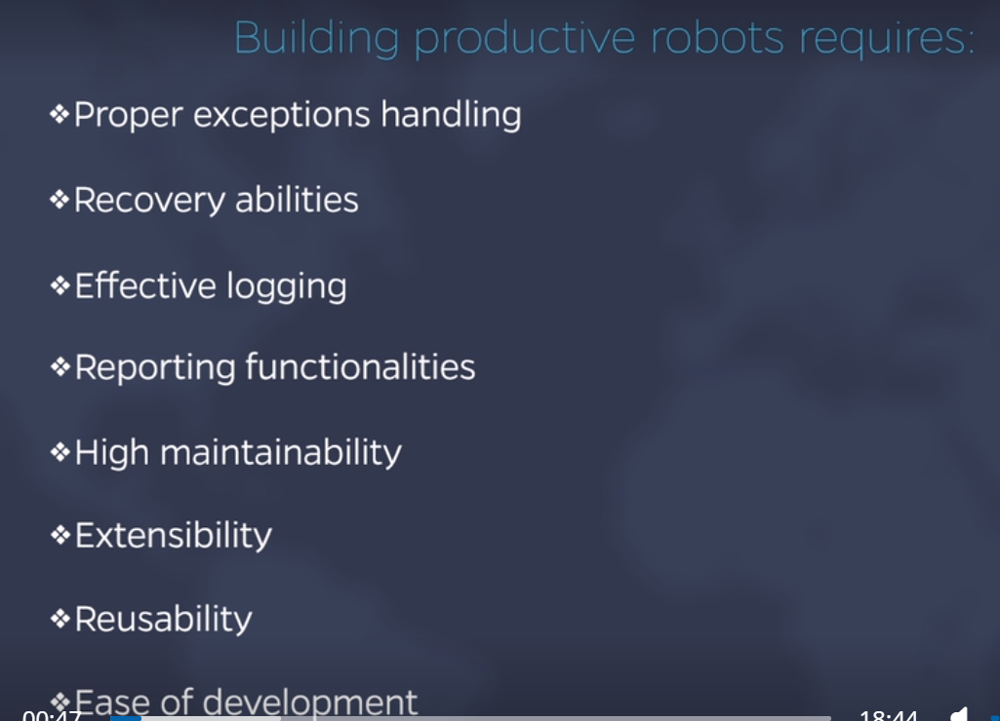 Building productive robots requires:
❖Proper exceptions handling
❖Recovery abilities
❖Effective logging
❖Reporting functionalities
❖High maintainability
❖Extensibility
❖Reusability
❖Ease of development
00:47 18:44